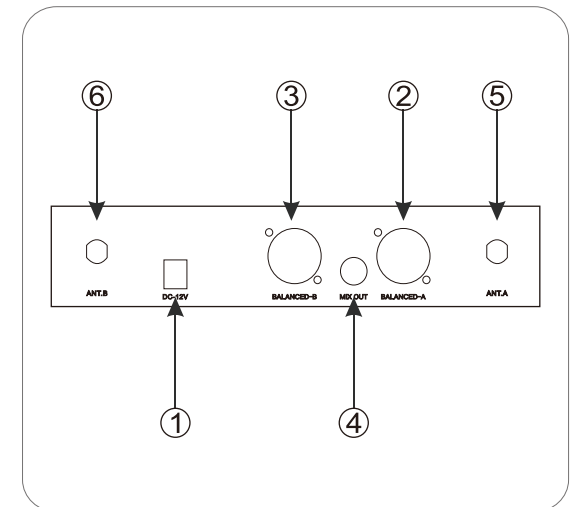 ⑥ ③ ② ⑤
ANT.B DC-12V BALANCED-B MIX OUT BALANCED-A ANT.A
① ④